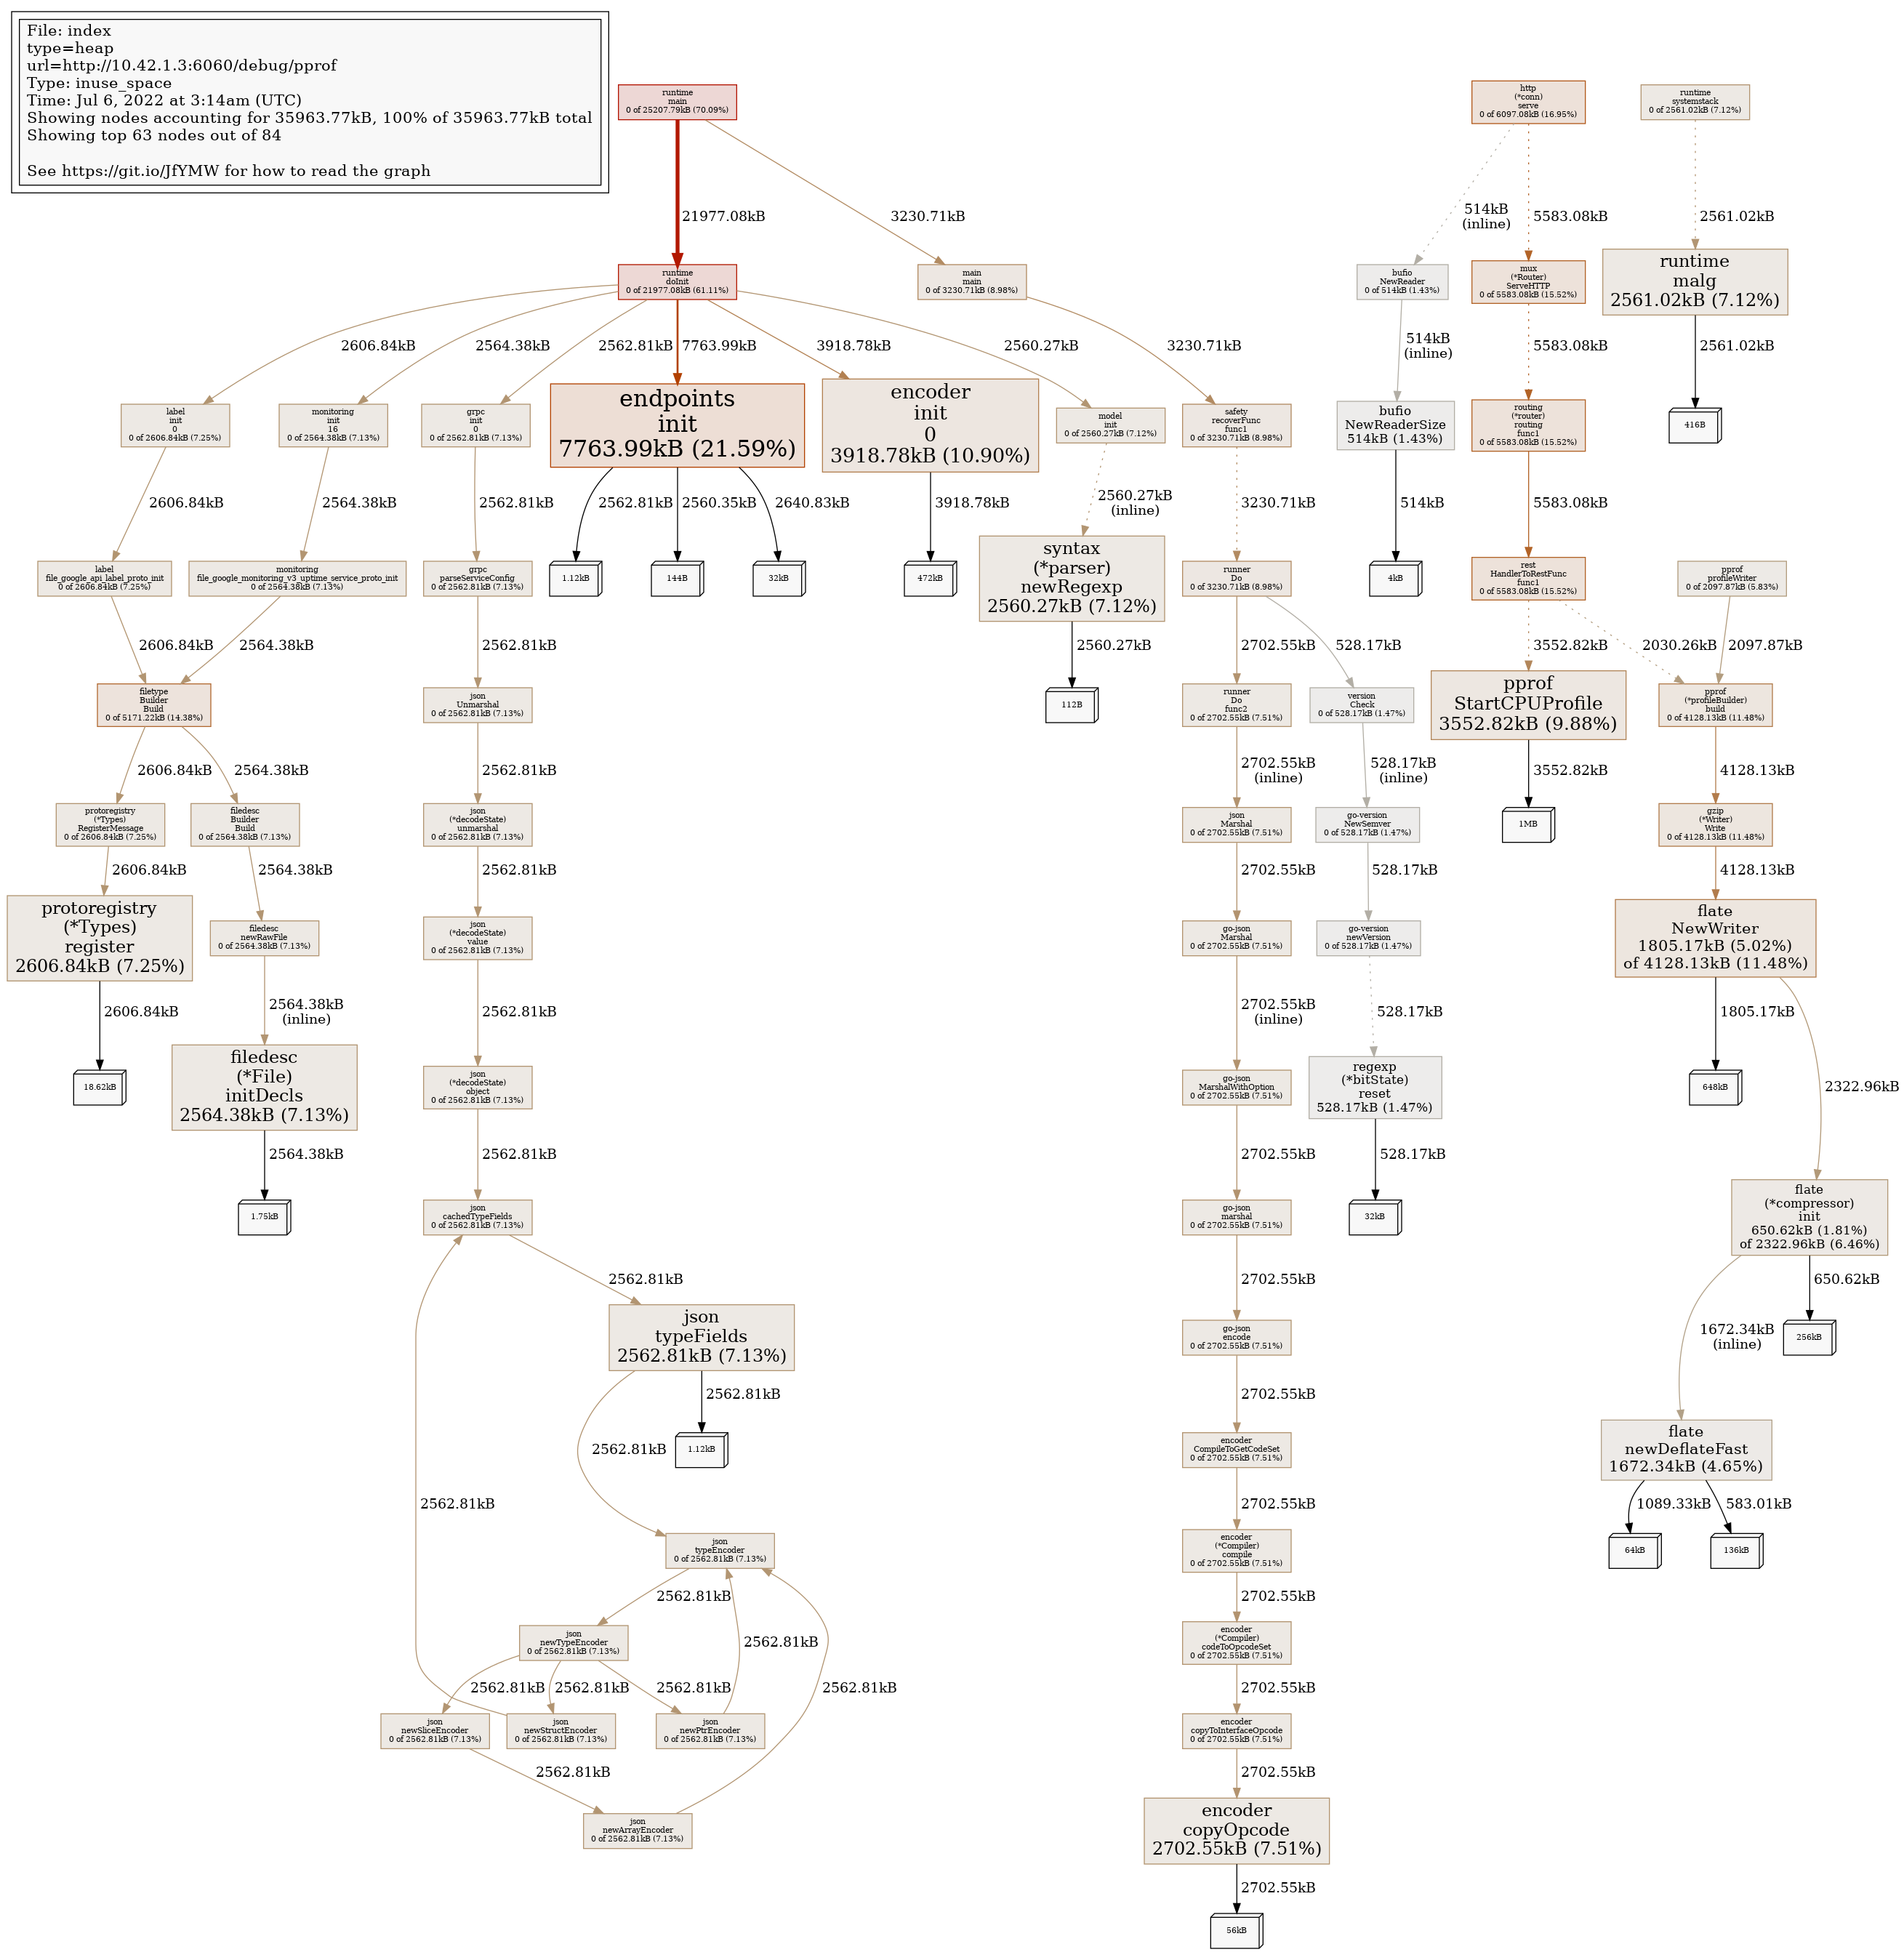 File: index
type=heap
url=http://10.42.1.3:6060/debug/pprof
Type: inuse_space
Time: Jul 6, 2022 at 3:14am (UTC)
Showing nodes accounting for 35963.77kB, 100% of 35963.77kB total
Showing top 63 nodes out of 84
See https://git.io/JfYMW for how to read the graph
runtime
main
0 of 25207.79kB (70.09%)
http
(*conn)
serve
0 of 6097.08kB (16.95%)
runtime
systemstack
0 of 2561.02kB (7.12%)
21977.08kB
3230.71kB
514kB
(inline)
5583.08kB
2561.02kB
runtime
doInit
0 of 21977.08kB (61.11%)
main
main
0 of 3230.71kB (8.98%)
bufio
NewReader
0 of 514kB (1.43%)
mux
(*Router)
ServeHTTP
0 of 5583.08kB (15.52%)
runtime
malg
2561.02kB (7.12%)
2606.84kB
2564.38kB
2562.81kB
7763.99kB
3918.78kB
2560.27kB
3230.71kB
514kB
(inline)
5583.08kB
2561.02kB
label
init
0
0 of 2606.84kB (7.25%)
monitoring
init
16
0 of 2564.38kB (7.13%)
grpc
init
0
0 of 2562.81kB (7.13%)
endpoints
init
7763.99kB (21.59%)
encoder
init
0
3918.78kB (10.90%)
model
init
0 of 2560.27kB (7.12%)
safety
recoverFunc
func1
0 of 3230.71kB (8.98%)
bufio
NewReaderSize
514kB (1.43%)
routing
(*router)
routing
func1
0 of 5583.08kB (15.52%)
416B
2606.84kB
2564.38kB
2562.81kB
2562.81kB
2560.35kB
2640.83kB
3918.78kB
2560.27kB
(inline)
3230.71kB
514kB
5583.08kB
label
file_google_api_label_proto_init
0 of 2606.84kB (7.25%)
monitoring
file_google_monitoring_v3_uptime_service_proto_init
0 of 2564.38kB (7.13%)
grpc
parseServiceConfig
0 of 2562.81kB (7.13%)
1.12kB
144B
32kB
472kB
syntax
(*parser)
newRegexp
2560.27kB (7.12%)
runner
Do
0 of 3230.71kB (8.98%)
4kB
rest
HandlerToRestFunc
func1
0 of 5583.08kB (15.52%)
pprof
profileWriter
0 of 2097.87kB (5.83%)
2606.84kB
2564.38kB
2562.81kB
2560.27kB
2702.55kB
528.17kB
3552.82kB
2030.26kB
2097.87kB
filetype
Builder
Build
0 of 5171.22kB (14.38%)
json
Unmarshal
0 of 2562.81kB (7.13%)
112B
runner
Do
func2
0 of 2702.55kB (7.51%)
version
Check
0 of 528.17kB (1.47%)
pprof
StartCPUProfile
3552.82kB (9.88%)
pprof
(*profileBuilder)
build
0 of 4128.13kB (11.48%)
2606.84kB
2564.38kB
2562.81kB
2702.55kB
(inline)
528.17kB
(inline)
3552.82kB
4128.13kB
protoregistry
(*Types)
RegisterMessage
0 of 2606.84kB (7.25%)
filedesc
Builder
Build
0 of 2564.38kB (7.13%)
json
(*decodeState)
unmarshal
0 of 2562.81kB (7.13%)
json
Marshal
0 of 2702.55kB (7.51%)
go-version
NewSemver
0 of 528.17kB (1.47%)
1MB
gzip
(*Writer)
Write
0 of 4128.13kB (11.48%)
2606.84kB
2564.38kB
2562.81kB
2702.55kB
528.17kB
4128.13kB
protoregistry
(*Types)
register
2606.84kB (7.25%)
filedesc
newRawFile
0 of 2564.38kB (7.13%)
json
(*decodeState)
value
0 of 2562.81kB (7.13%)
go-json
Marshal
0 of 2702.55kB (7.51%)
go-version
newVersion
0 of 528.17kB (1.47%)
flate
NewWriter
1805.17kB (5.02%)
of 4128.13kB (11.48%)
2606.84kB
2564.38kB
(inline)
2562.81kB
2702.55kB
(inline)
528.17kB
1805.17kB
2322.96kB
18.62kB
filedesc
(*File)
initDecls
2564.38kB (7.13%)
json
(*decodeState)
object
0 of 2562.81kB (7.13%)
go-json
MarshalWithOption
0 of 2702.55kB (7.51%)
regexp
(*bitState)
reset
528.17kB (1.47%)
648kB
2564.38kB
2562.81kB
2702.55kB
528.17kB
1.75kB
json
cachedTypeFields
0 of 2562.81kB (7.13%)
go-json
marshal
0 of 2702.55kB (7.51%)
32kB
flate
(*compressor)
init
650.62kB (1.81%)
of 2322.96kB (6.46%)
2562.81kB
2702.55kB
650.62kB
json
typeFields
2562.81kB (7.13%)
go-json
encode
0 of 2702.55kB (7.51%)
1672.34kB
(inline)
256kB
2562.81kB
2562.81kB
2702.55kB
1.12kB
encoder
CompileToGetCodeSet
0 of 2702.55kB (7.51%)
flate
newDeflateFast
1672.34kB (4.65%)
2562.81kB
2702.55kB
1089.33kB
583.01kB
json
typeEncoder
0 of 2562.81kB (7.13%)
encoder
(*Compiler)
compile
0 of 2702.55kB (7.51%)
64kB
136kB
2562.81kB
2702.55kB
json
newTypeEncoder
0 of 2562.81kB (7.13%)
2562.81kB
encoder
(*Compiler)
codeToOpcodeSet
0 of 2702.55kB (7.51%)
2562.81kB
2562.81kB
2562.81kB
2562.81kB
2702.55kB
json
newSliceEncoder
0 of 2562.81kB (7.13%)
json
newStructEncoder
0 of 2562.81kB (7.13%)
json
newPtrEncoder
0 of 2562.81kB (7.13%)
encoder
copyToInterfaceOpcode
0 of 2702.55kB (7.51%)
2562.81kB
2702.55kB
json
newArrayEncoder
0 of 2562.81kB (7.13%)
encoder
copyOpcode
2702.55kB (7.51%)
2702.55kB
56kB